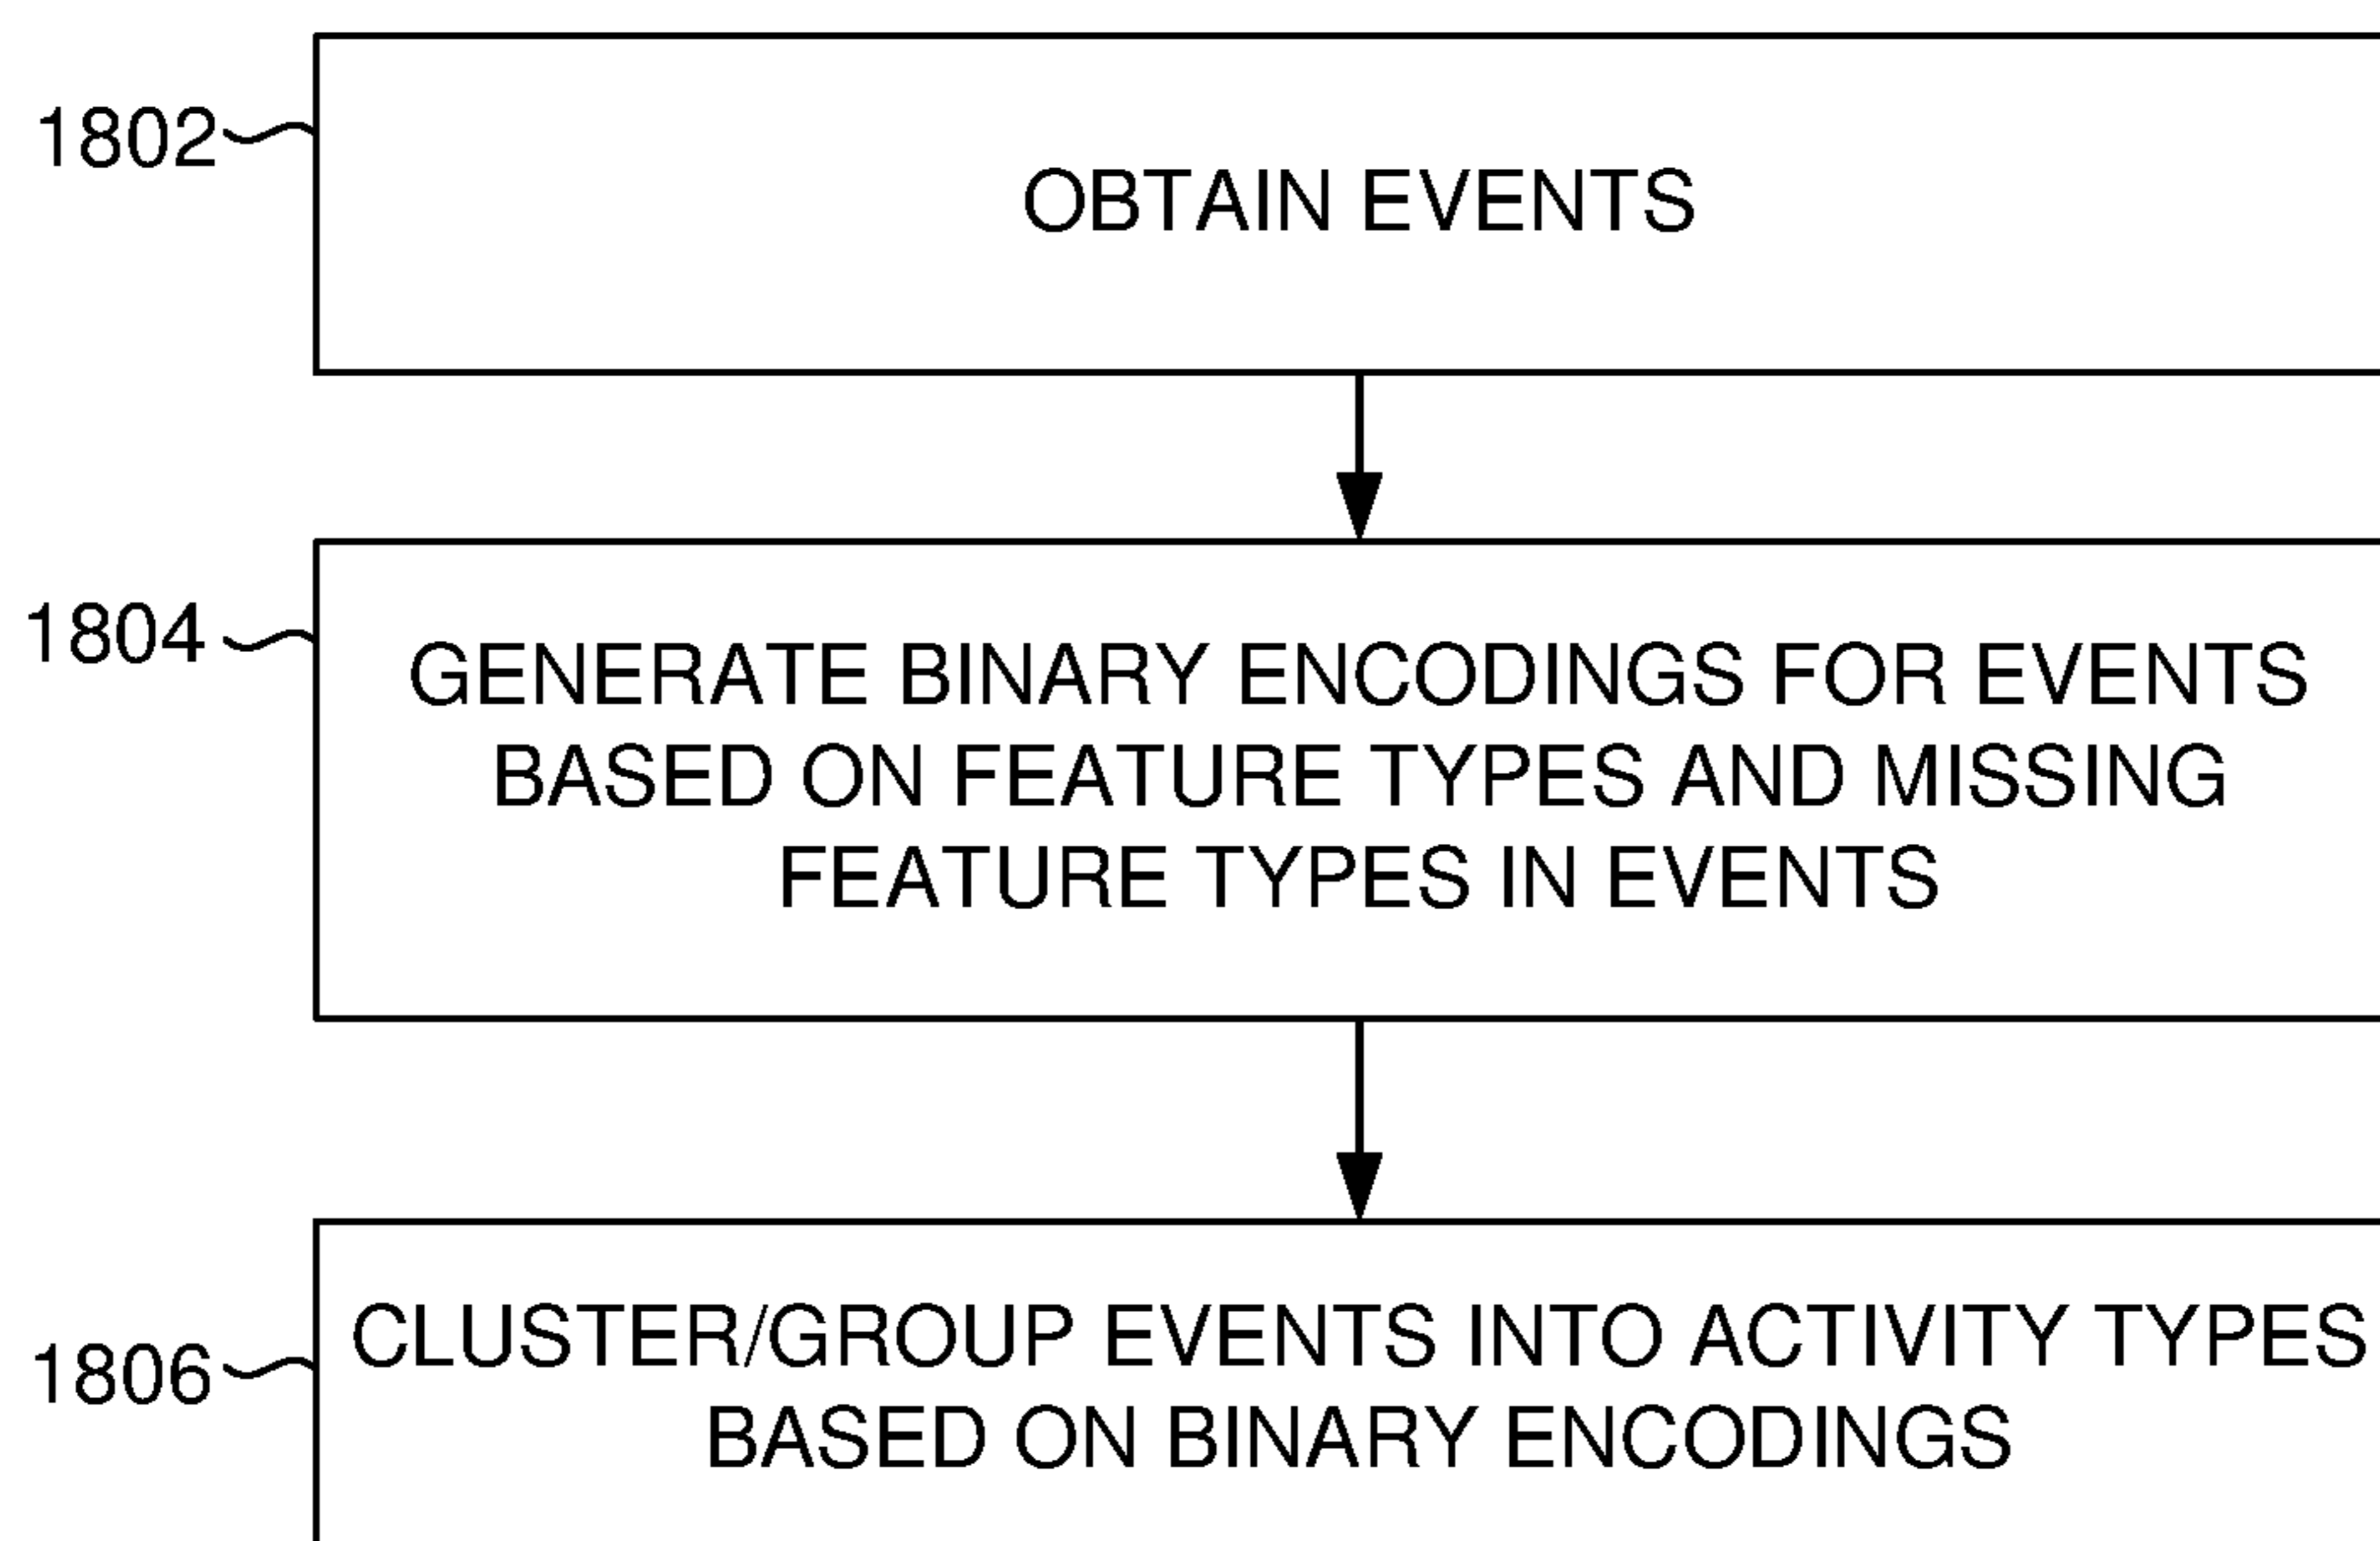 1802
OBTAIN EVENTS
1804
GENERATE BINARY ENCODINGS FOR EVENTS
BASED ON FEATURE TYPES AND MISSING
FEATURE TYPES IN EVENTS
1806
CLUSTER/GROUP EVENTS INTO ACTIVITY TYPES
BASED ON BINARY ENCODINGS